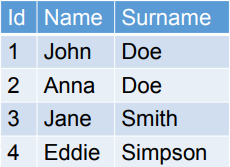 Id Name Surname
1 John Doe
2 Anna Doe
3 Jane Smith
4 Eddie Simpson